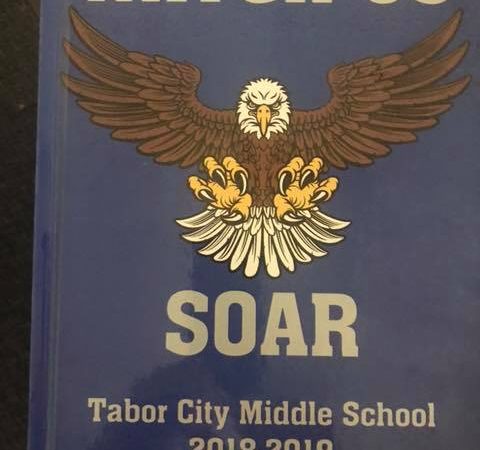 SOAR
Tabor City Middle School
2018-2019